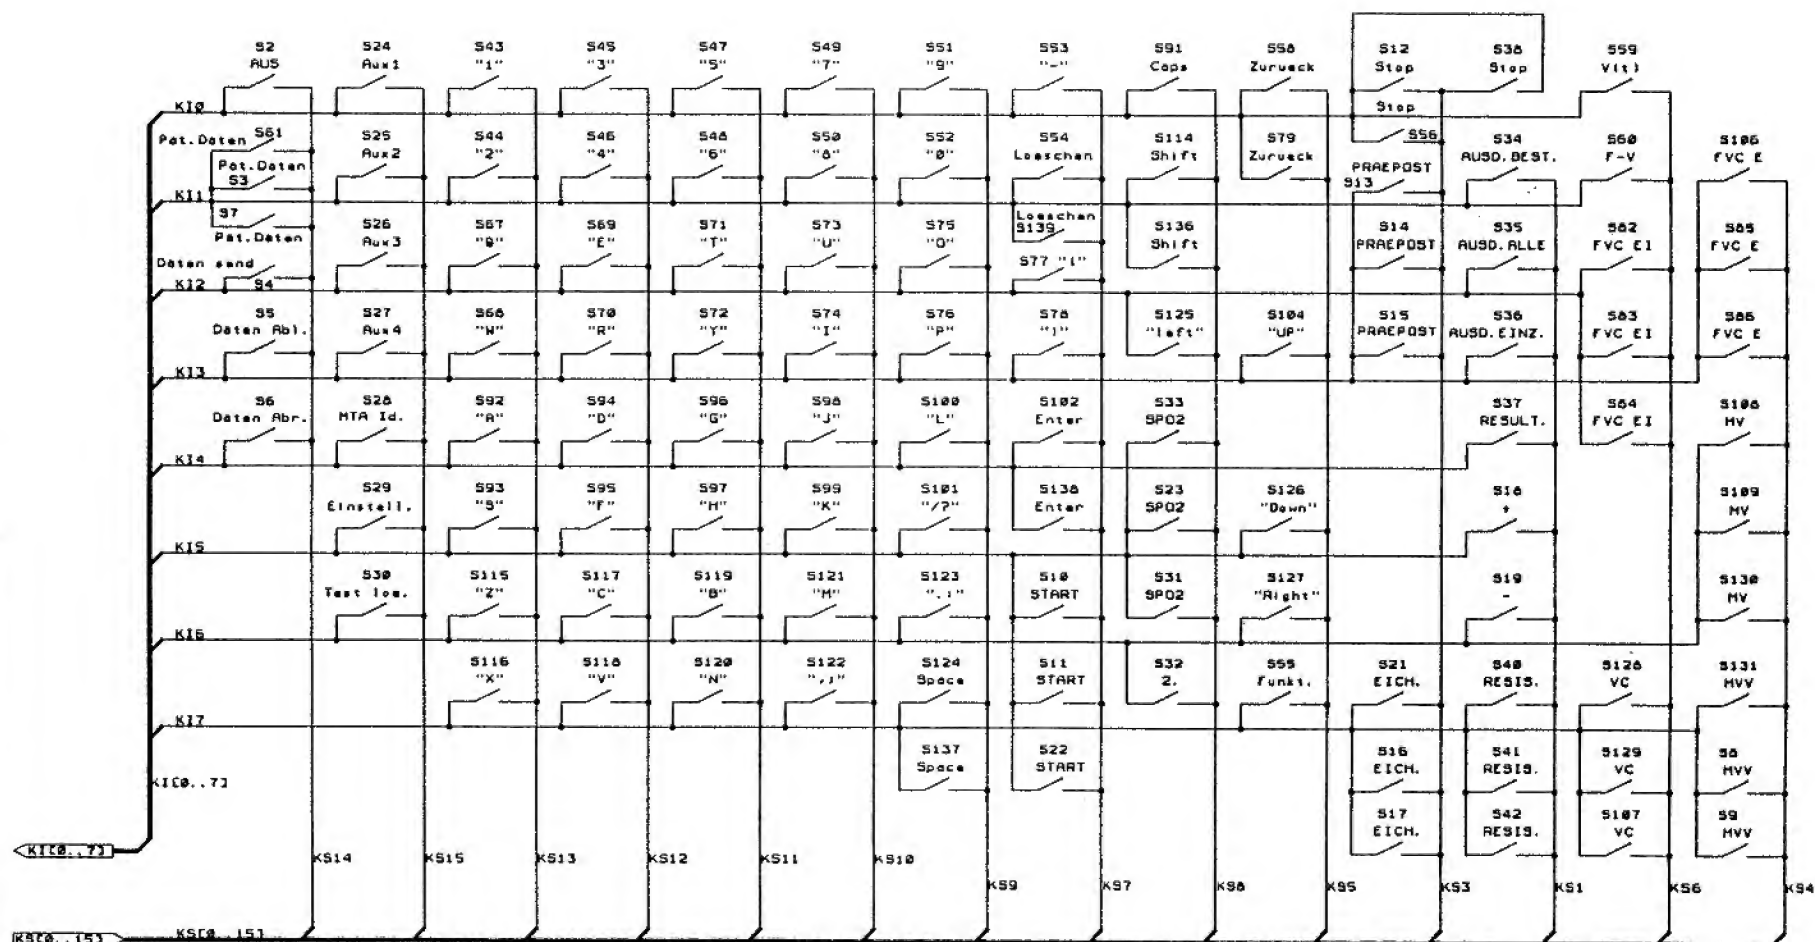 S2 S24 S43 S45 S47 S49 S51 S53 S91 S58 S12 S38 S59
AUS Aux1 "1" "3" "5" "7" "9" "-" Caps Zurueck Stop Stop V(t)
KI0
Stop
S56
S61 S25 S44 S46 S48 S50 S52 S54 S114 S79 S34 S60 S106
Pat.Daten Aux2 "2" "4" "6" "8" "0" Loeschen Shift Zurueck AUSD.BEST. F-V FVC E
Pat.Daten
S3
PRAEPOST
S13
KI1
S7
Pat.Daten
S26 S67 S69 S71 S73 S75 Loeschen S136 S14 S35 S82 S85
Aux3 "Q" "E" "T" "U" "O" S139 Shift PRAEPOST AUSD.ALLE FVC EI FVC E
Daten send
S4
S77 "("
KI2
S5 S27 S68 S70 S72 S74 S76 S78 S125 S104 S15 S36 S83 S86
Daten Abl. Aux4 "W" "R" "Y" "I" "P" ")" "left" "UP" PRAEPOST AUSD.EINZ. FVC EI FVC E
KI3
S6 S28 S92 S94 S96 S98 S100 S102 S33 S37 S84 S108
Daten Abr. MTA Id. "A" "D" "G" "J" "L" Enter SPO2 RESULT. FVC EI MV
KI4
S29 S93 S95 S97 S99 S101 S138 S23 S126 S18 S109
Einstell. "S" "F" "H" "K" "/?" Enter SPO2 "Down" + MV
KI5
S30 S115 S117 S119 S121 S123 S10 S31 S127 S19 S130
Test loe. "Z" "C" "B" "M" ".:" START SPO2 "Right" - MV
KI6
S116 S118 S120 S122 S124 S11 S32 S55 S21 S40 S128 S131
"X" "V" "N" ",;" Space START 2. Funkt. EICH. RESIS. VC MVV
KI7
S137 S22 S16 S41 S129 S8
Space START EICH. RESIS. VC MVV
KI[0..7]
S17 S42 S107 S9
EICH. RESIS. VC MVV
KI[0..7]
KS14 KS15 KS13 KS12 KS11 KS10 KS9 KS7 KS8 KS5 KS3 KS1 KS6 KS4
KS[0..15] KS[0..15]